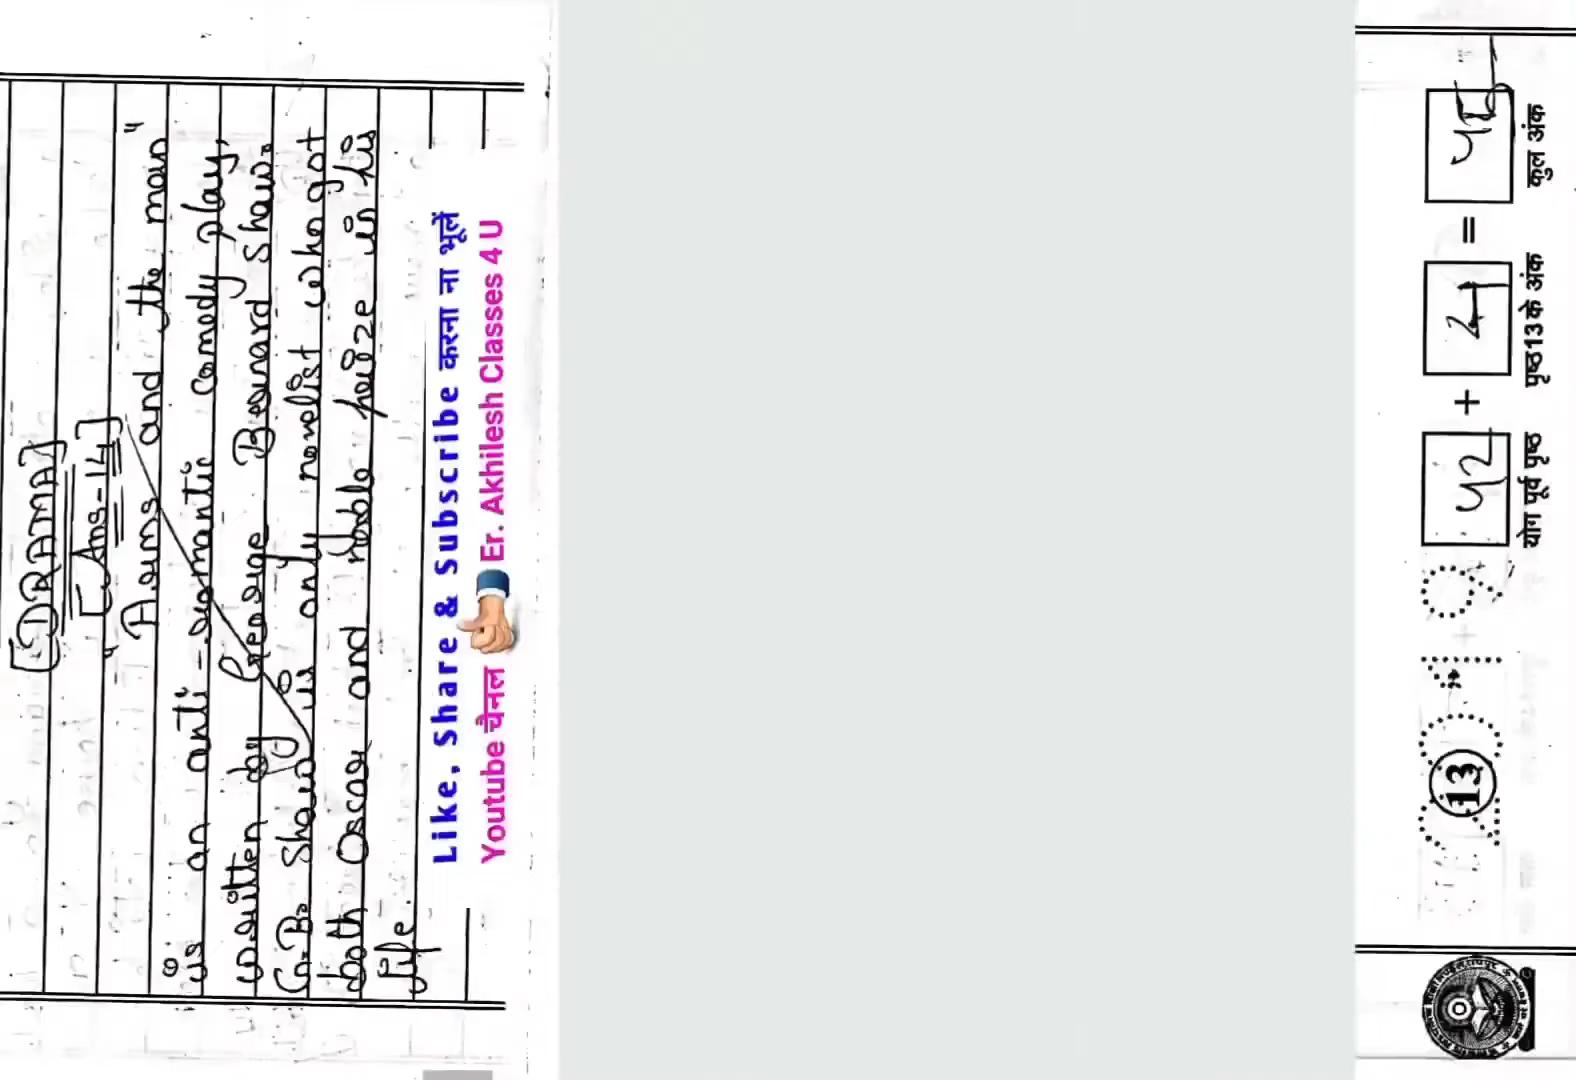 [DRAMA]
[Ans-14]
" Arms and the man "
is an anti-romantic comedy play,
written by George Bernard Shaw.
G.B. Shaw is only novelist who got
both Oscar and Noble prize in his
life.
Like, Share & Subscribe करना ना भूलें
Youtube चैनल Er. Akhilesh Classes 4 U
13
42 + 4 = 45
योग पूर्व पृष्ठ पृष्ठ 13 के अंक कुल अंक